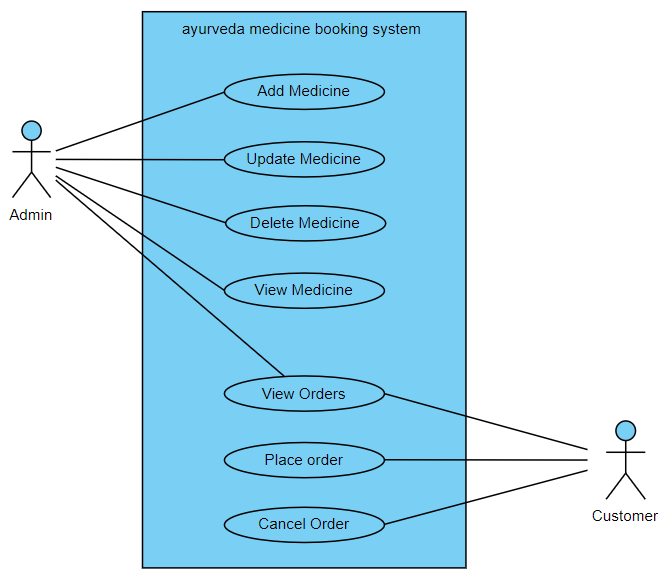 ayurveda medicine booking system
Add Medicine
Update Medicine
Admin
Delete Medicine
View Medicine
View Orders
Place order
Customer
Cancel Order